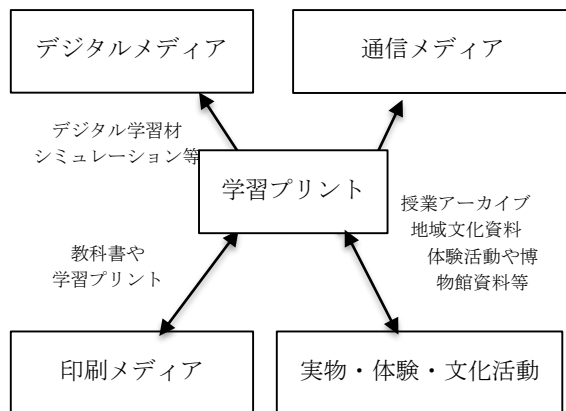 デジタルメディア
通信メディア
デジタル学習材
シミュレーション等
学習プリント
授業アーカイブ
地域文化資料
体験活動や博
物館資料等
教科書や
学習プリント
印刷メディア
実物・体験・文化活動